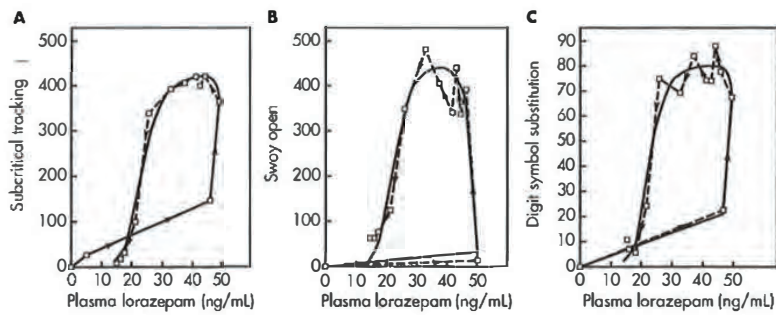 A
Subcritical tracking
500
400
300
200
100
0
0 10 20 30 40 50
Plasma lorazepam (ng/mL)
B
Sway open
500
400
300
200
100
0
0 10 20 30 40 50
Plasma lorazepam (ng/mL)
C
Digit symbol substitution
90
80
70
60
50
40
30
20
10
0
0 10 20 30 40 50 60
Plasma lorazepam (ng/mL)